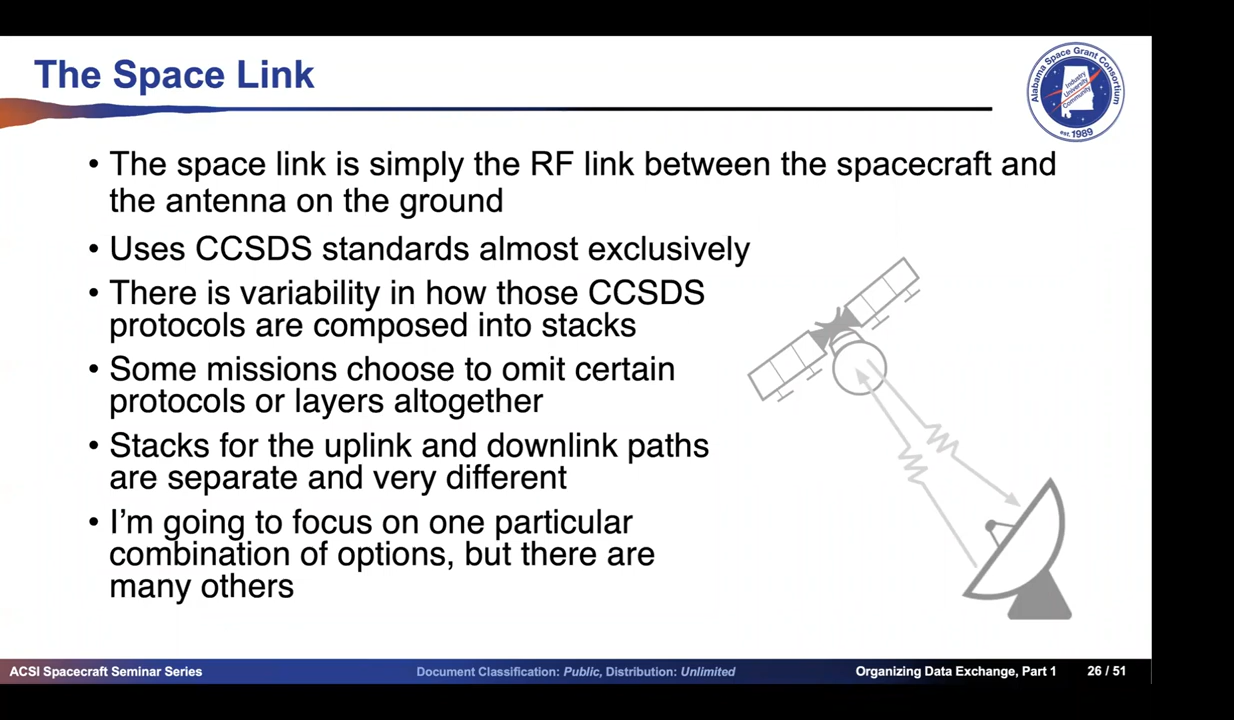 The Space Link
Alabama Space Grant Consortium
Industry
University
Community
est. 1989
• The space link is simply the RF link between the spacecraft and
the antenna on the ground
• Uses CCSDS standards almost exclusively
• There is variability in how those CCSDS
protocols are composed into stacks
• Some missions choose to omit certain
protocols or layers altogether
• Stacks for the uplink and downlink paths
are separate and very different
• I'm going to focus on one particular
combination of options, but there are
many others
ACSI Spacecraft Seminar Series
Document Classification: Public, Distribution: Unlimited
Organizing Data Exchange, Part 1
26 / 51